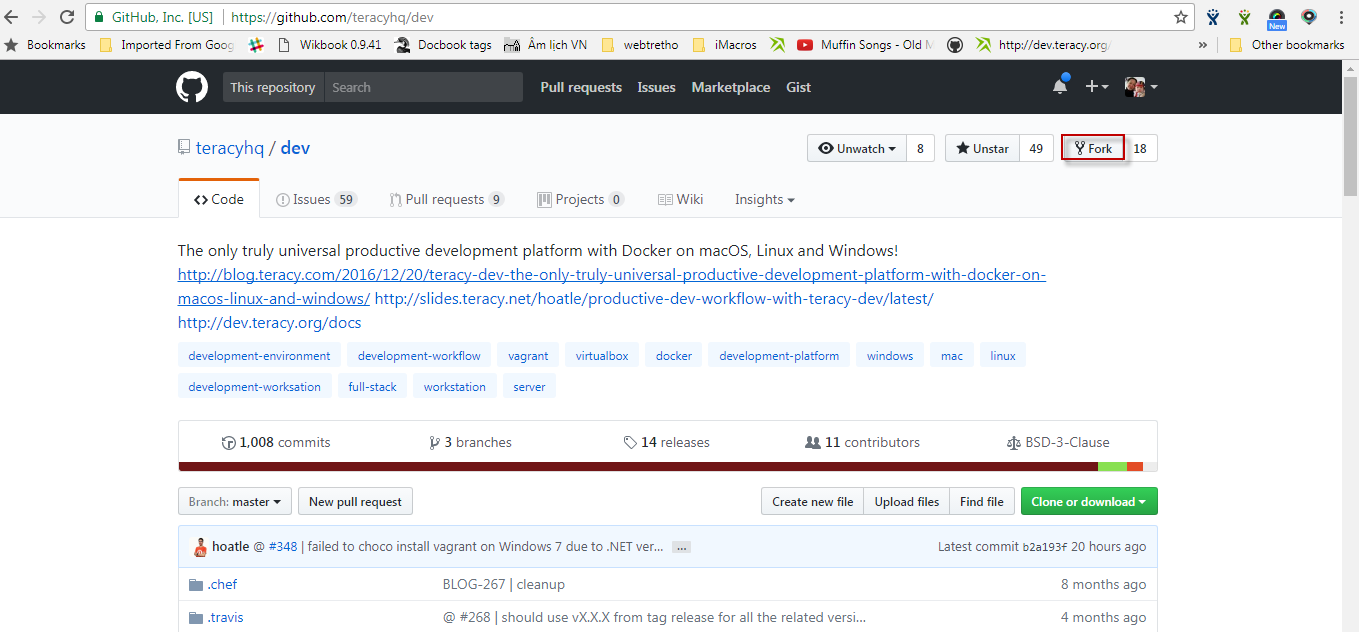 GitHub, Inc. [US] | https://github.com/teracyhq/dev
New
Bookmarks Imported From Goog Wikbook 0.9.41 Docbook tags Âm lịch VN webtretho iMacros Muffin Songs - Old M http://dev.teracy.org/ » Other bookmarks
This repository Search Pull requests Issues Marketplace Gist
teracyhq / dev Unwatch 8 Unstar 49 Fork 18
Code Issues 59 Pull requests 9 Projects 0 Wiki Insights
The only truly universal productive development platform with Docker on macOS, Linux and Windows!
http://blog.teracy.com/2016/12/20/teracy-dev-the-only-truly-universal-productive-development-platform-with-docker-on-
macos-linux-and-windows/ http://slides.teracy.net/hoatle/productive-dev-workflow-with-teracy-dev/latest/
http://dev.teracy.org/docs
development-environment development-workflow vagrant virtualbox docker development-platform windows mac linux
development-worksation full-stack workstation server
1,008 commits 3 branches 14 releases 11 contributors BSD-3-Clause
Branch: master New pull request Create new file Upload files Find file Clone or download
hoatle @ #348 | failed to choco install vagrant on Windows 7 due to .NET ver... ... Latest commit b2a193f 20 hours ago
.chef BLOG-267 | cleanup 8 months ago
.travis @ #268 | should use vX.X.X from tag release for all the related versi... 4 months ago